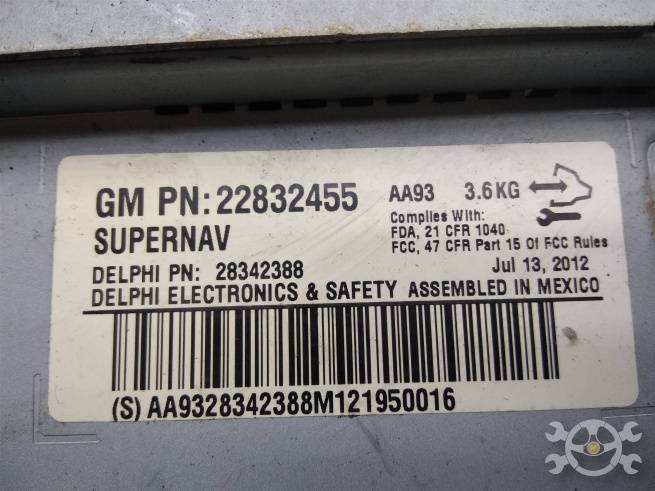 GM PN: 22832455 AA93 3.6KG
SUPERNAV Complies With:
FDA, 21 CFR 1040
FCC, 47 CFR Part 15 Of FCC Rules
DELPHI PN: 28342388 Jul 13, 2012
DELPHI ELECTRONICS & SAFETY ASSEMBLED IN MEXICO
(S) AA9328342388M121950016